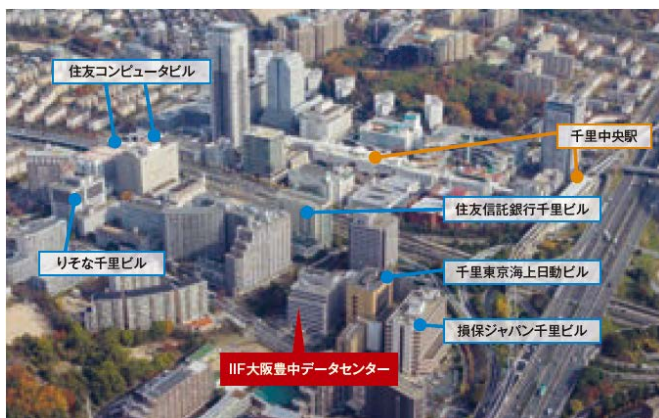 住友コンピュータビル
千里中央駅
住友信託銀行千里ビル
りそな千里ビル
千里東京海上日動ビル
損保ジャパン千里ビル
IIF大阪豊中データセンター